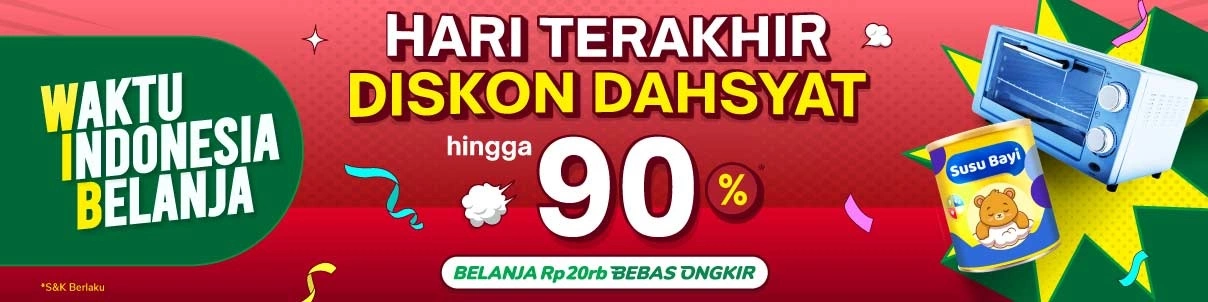 WAKTU
INDONESIA
BELANJA
*S&K Berlaku
HARI TERAKHIR
DISKON DAHSYAT
hingga
90%*
BELANJA Rp20rb BEBAS ONGKIR
Susu Bayi